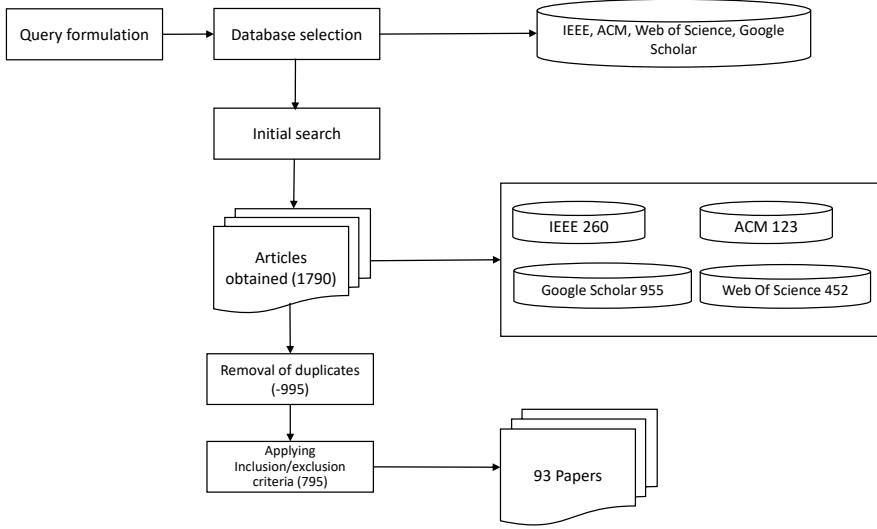 Query formulation
Database selection
IEEE, ACM, Web of Science, Google
Scholar
Initial search
Articles
obtained (1790)
IEEE 260
ACM 123
Google Scholar 955
Web Of Science 452
Removal of duplicates
(-995)
Applying
Inclusion/exclusion
criteria (795)
93 Papers